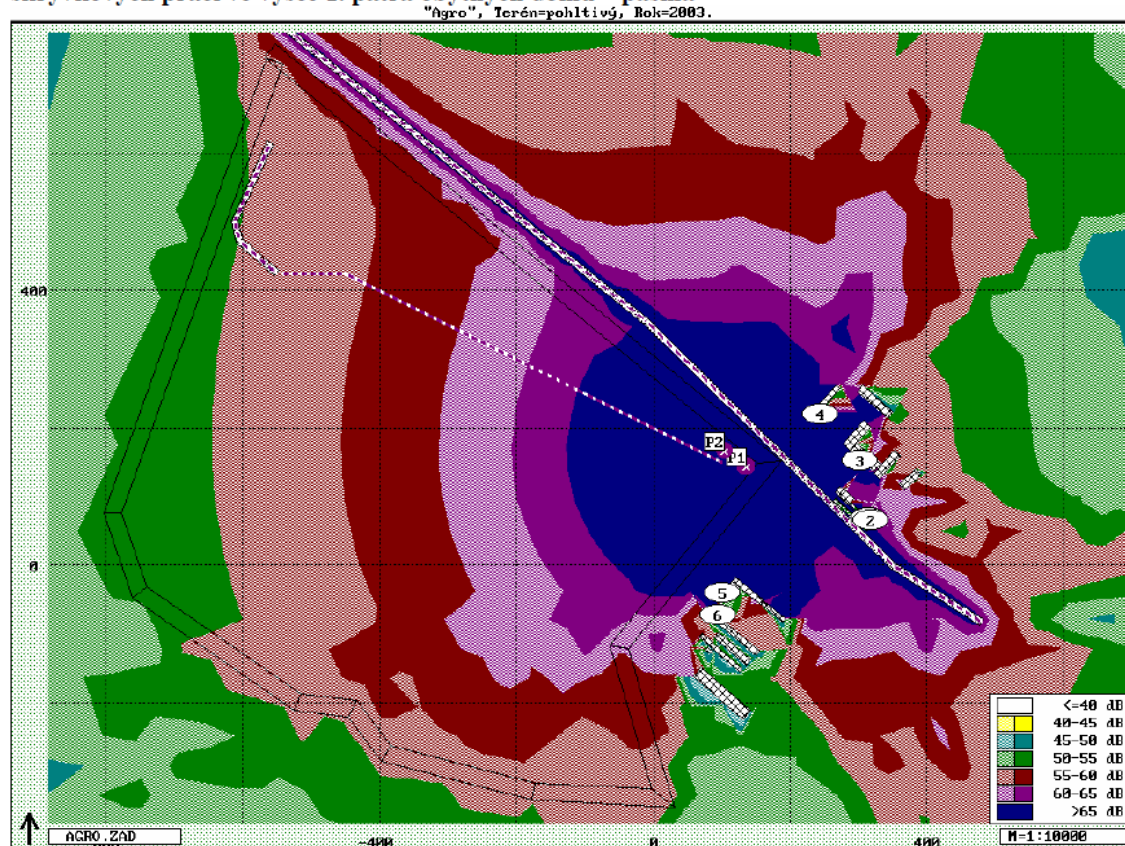 "Agro", Terén=pohltivý, Rok=2003.
400
4
P2
P1
3
2
0
5
6
<=40 dB
40-45 dB
45-50 dB
50-55 dB
55-60 dB
60-65 dB
>65 dB
AGRO.ZAD
-400
0
400
M=1:10000